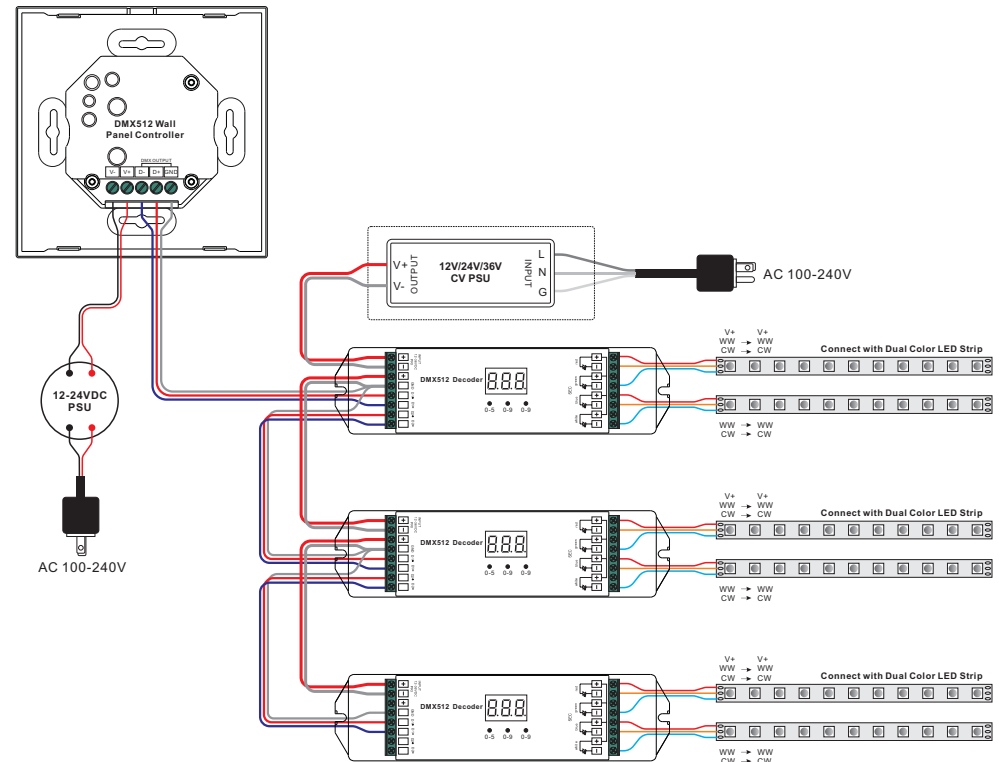 DMX512 Wall
Panel Controller
DMX OUTPUT
V- V+ D- D+ GND
12-24VDC
PSU
AC 100-240V
V+
V-
OUTPUT
12V/24V/36V
CV PSU
INPUT
L
N
G
AC 100-240V
DMX512 Decoder
0-5 0-9 0-9
V+ V+
WW → WW
CW → CW
Connect with Dual Color LED Strip
WW → WW
CW → CW
DMX512 Decoder
0-5 0-9 0-9
V+ V+
WW → WW
CW → CW
Connect with Dual Color LED Strip
WW → WW
CW → CW
DMX512 Decoder
0-5 0-9 0-9
V+ V+
WW → WW
CW → CW
Connect with Dual Color LED Strip
WW → WW
CW → CW